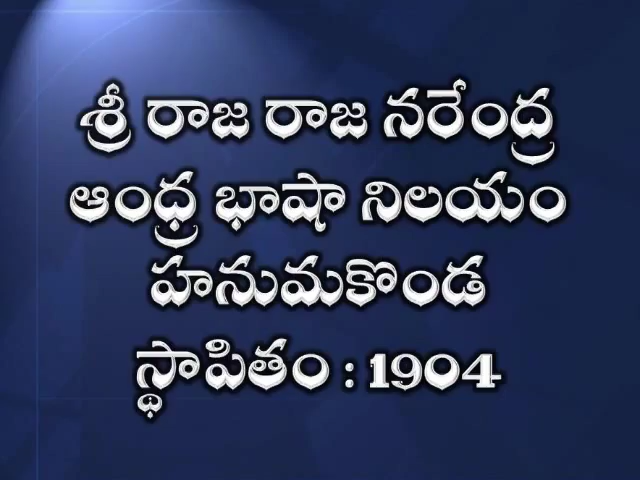 శ్రీ రాజ రాజ నరేంద్ర
ఆంధ్ర భాషా నిలయం
హనుమకొండ
స్థాపితం : 1904